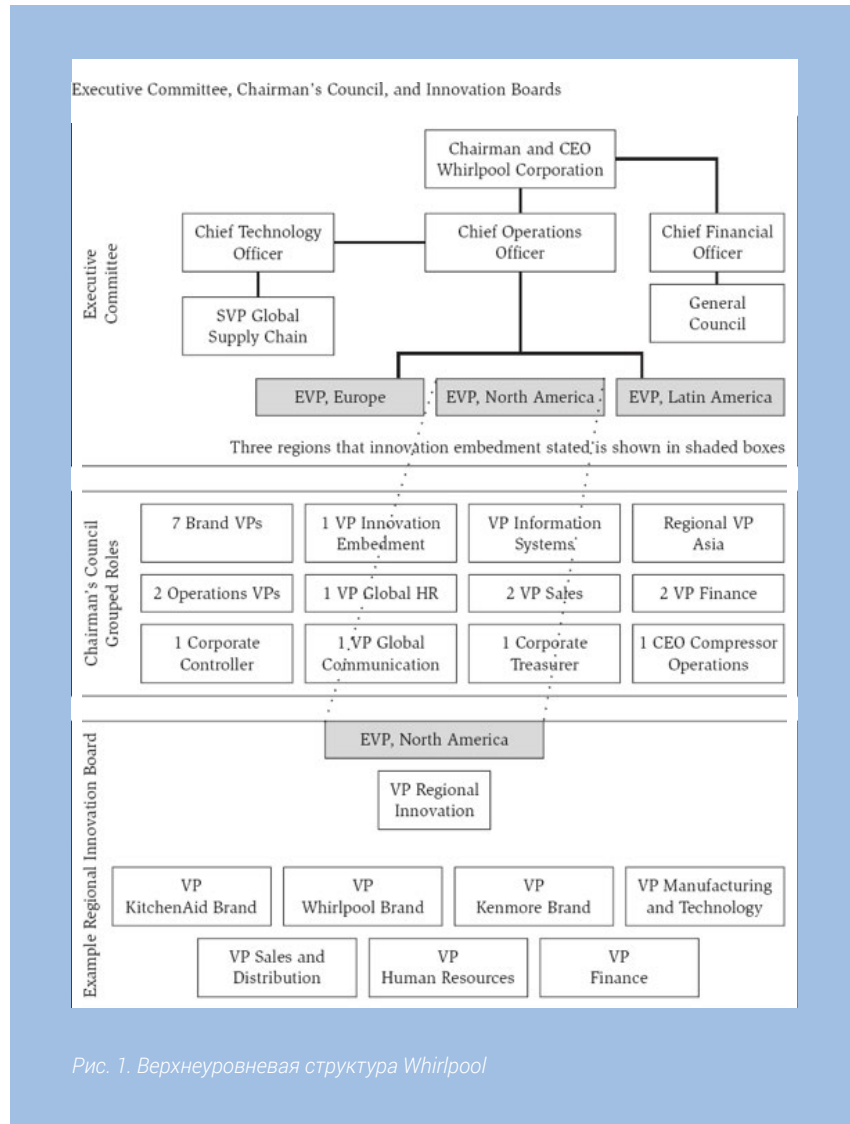 Executive Committee, Chairman's Council, and Innovation Boards
Executive
Committee
Chairman and CEO
Whirlpool Corporation
Chief Technology
Officer
Chief Operations
Officer
Chief Financial
Officer
SVP Global
Supply Chain
General
Council
EVP, Europe
EVP, North America
EVP, Latin America
Three regions that innovation embedment stated is shown in shaded boxes
Chairman's Council
Grouped Roles
7 Brand VPs
1 VP Innovation
Embedment
VP Information
Systems
Regional VP
Asia
2 Operations VPs
1 VP Global HR
2 VP Sales
2 VP Finance
1 Corporate
Controller
1 VP Global
Communication
1 Corporate
Treasurer
1 CEO Compressor
Operations
Example Regional Innovation Board
EVP, North America
VP Regional
Innovation
VP
KitchenAid Brand
VP
Whirlpool Brand
VP
Kenmore Brand
VP Manufacturing
and Technology
VP Sales and
Distribution
VP
Human Resources
VP
Finance
Рис. 1. Верхнеуровневая структура Whirlpool